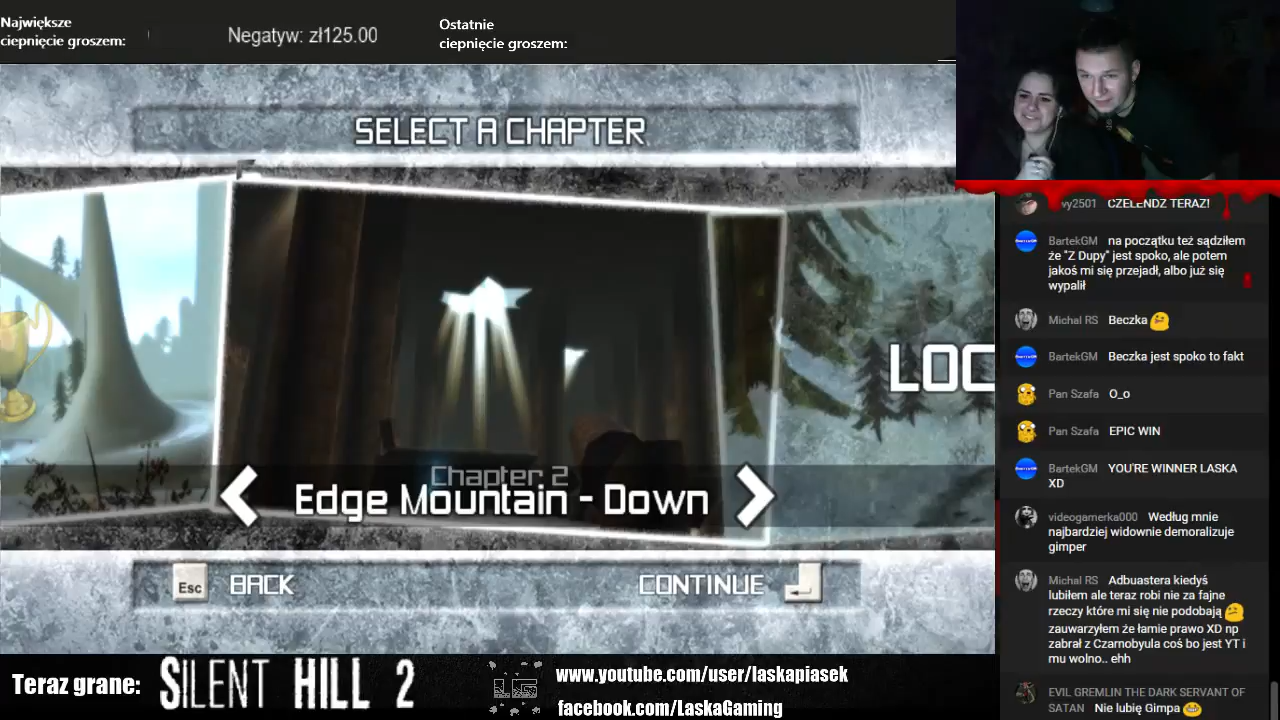 Największe
ciepnięcie groszem:
Negatyw: zł125.00
Ostatnie
ciepnięcie groszem:
SELECT A CHAPTER
LOC
Chapter 2
Edge Mountain - Down
Esc BACK
CONTINUE
Teraz grane:
SILENT HILL 2
LG
www.youtube.com/user/laskapiasek
facebook.com/LaskaGaming
vy2501 CZELENDZ TERAZ!
BartekGM na początku też sądziłem
że "Z Dupy" jest spoko, ale potem
jakoś mi się przejadł, albo już się
wypalił
Michal RS Beczka
BartekGM Beczka jest spoko to fakt
Pan Szafa O_o
Pan Szafa EPIC WIN
BartekGM YOU'RE WINNER LASKA
XD
videogamerka000 Według mnie
najbardziej widownie demoralizuje
gimper
Michal RS Adbuastera kiedyś
lubiłem ale teraz robi nie za fajne
rzeczy które mi się nie podobają
zauwarzyłem że łamie prawo XD np
zabrał z Czarnobyula coś bo jest YT i
mu wolno.. ehh
EVIL GREMLIN THE DARK SERVANT OF
SATAN Nie lubię Gimpa